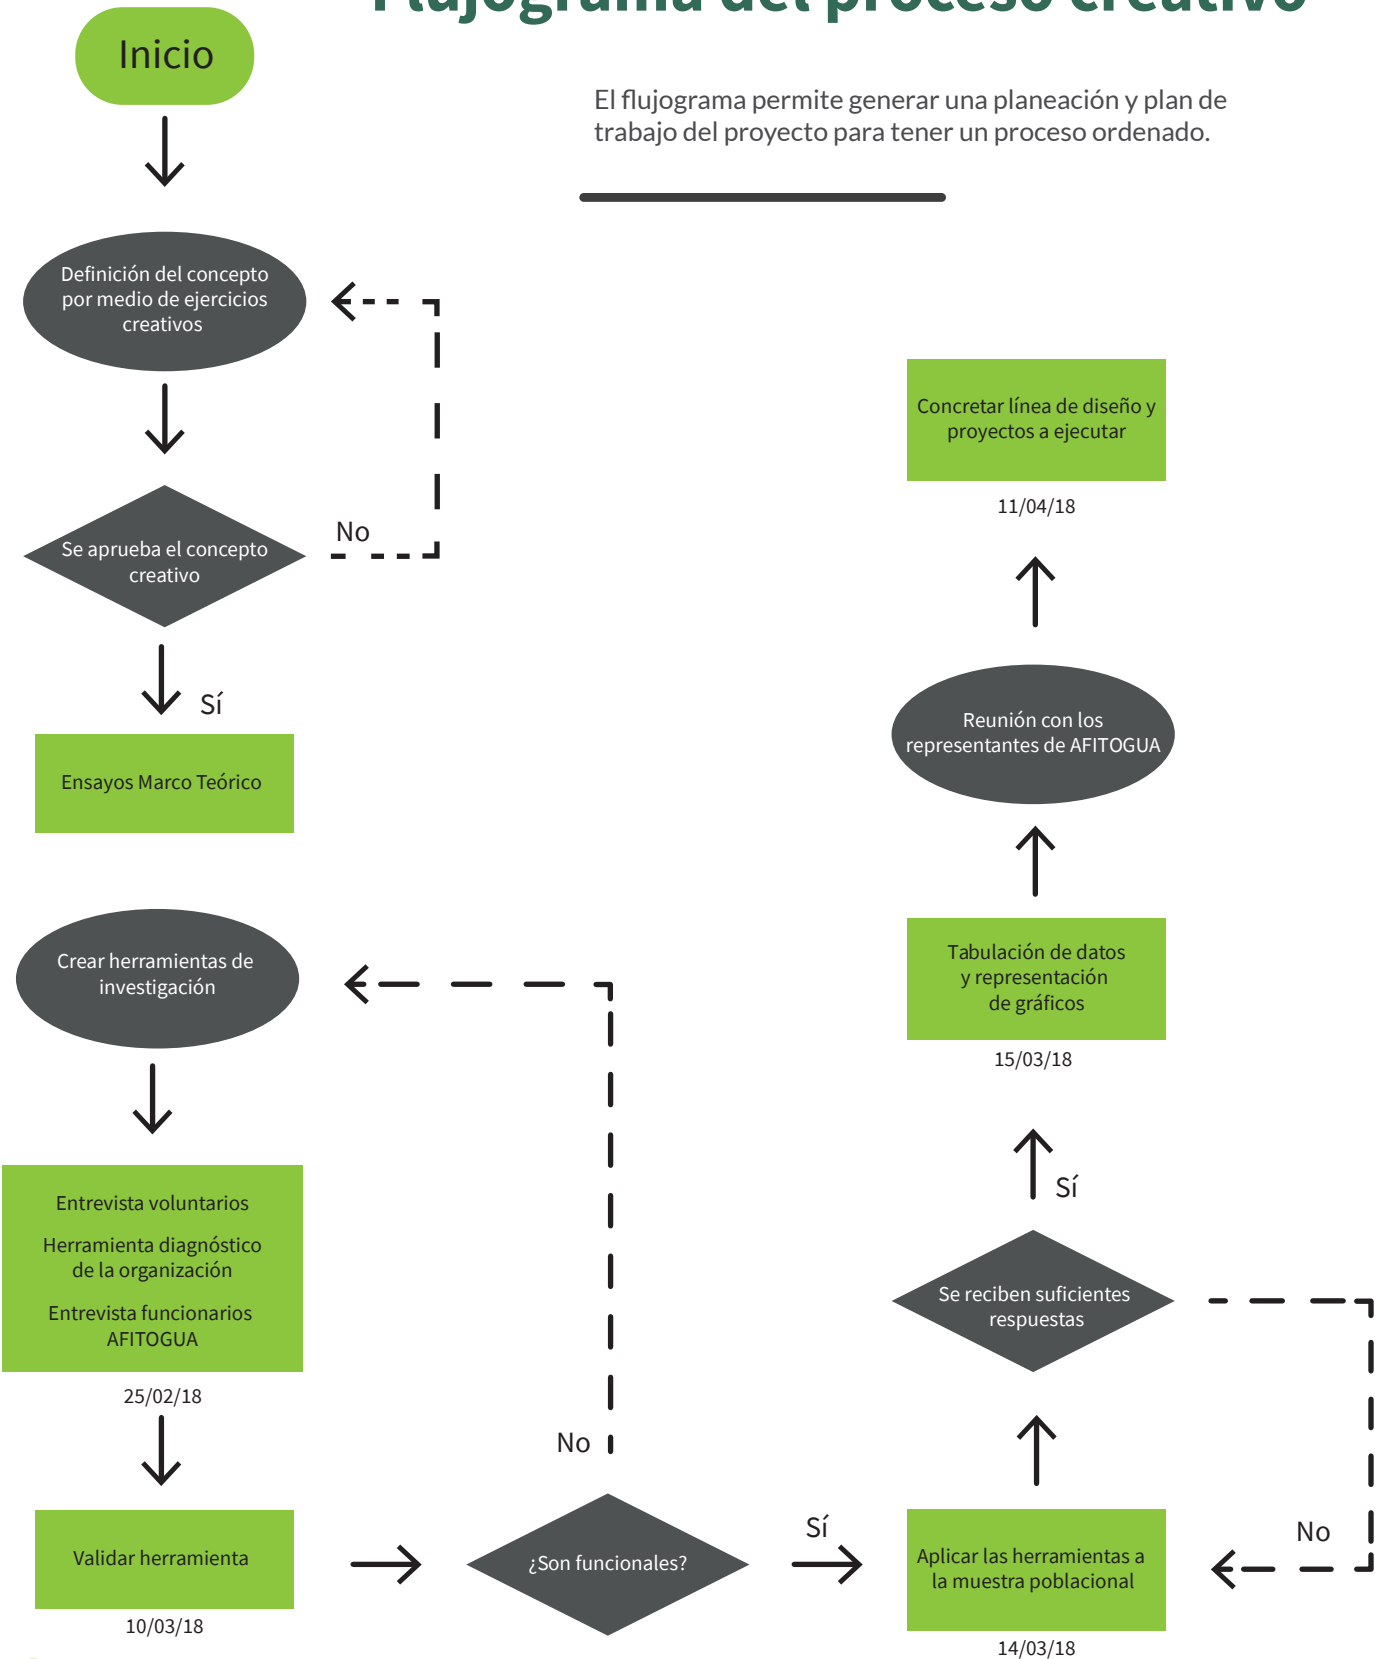 Flujograma del proceso creativo
Inicio
El flujograma permite generar una planeación y plan de
trabajo del proyecto para tener un proceso ordenado.
Definición del concepto
por medio de ejercicios
creativos
Se aprueba el concepto
creativo
No
Sí
Ensayos Marco Teórico
Crear herramientas de
investigación
Entrevista voluntarios
Herramienta diagnóstico
de la organización
Entrevista funcionarios
AFITOGUA
25/02/18
Validar herramienta
10/03/18
¿Son funcionales?
No
Sí
Aplicar las herramientas a
la muestra poblacional
14/03/18
Se reciben suficientes
respuestas
No
Sí
Tabulación de datos
y representación
de gráficos
15/03/18
Reunión con los
representantes de AFITOGUA
Concretar línea de diseño y
proyectos a ejecutar
11/04/18